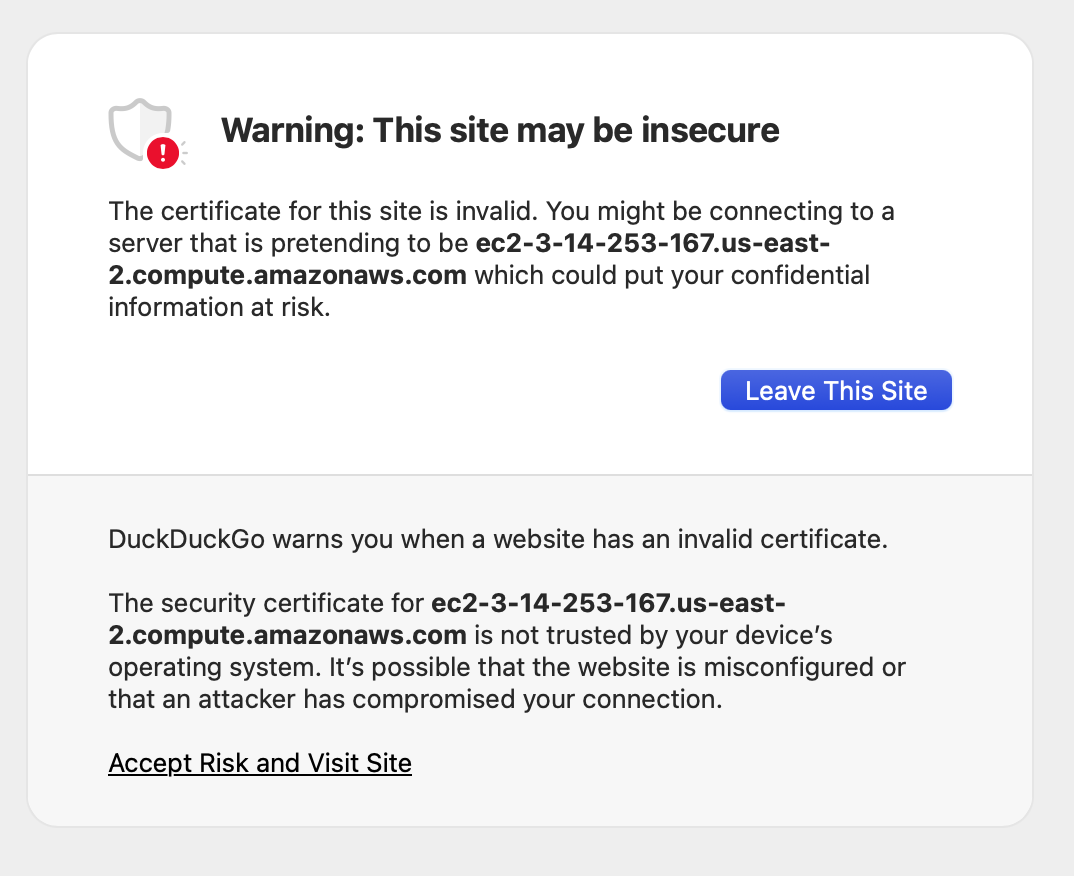 Warning: This site may be insecure
The certificate for this site is invalid. You might be connecting to a
server that is pretending to be ec2-3-14-253-167.us-east-
2.compute.amazonaws.com which could put your confidential
information at risk.
Leave This Site
DuckDuckGo warns you when a website has an invalid certificate.
The security certificate for ec2-3-14-253-167.us-east-
2.compute.amazonaws.com is not trusted by your device’s
operating system. It’s possible that the website is misconfigured or
that an attacker has compromised your connection.
Accept Risk and Visit Site